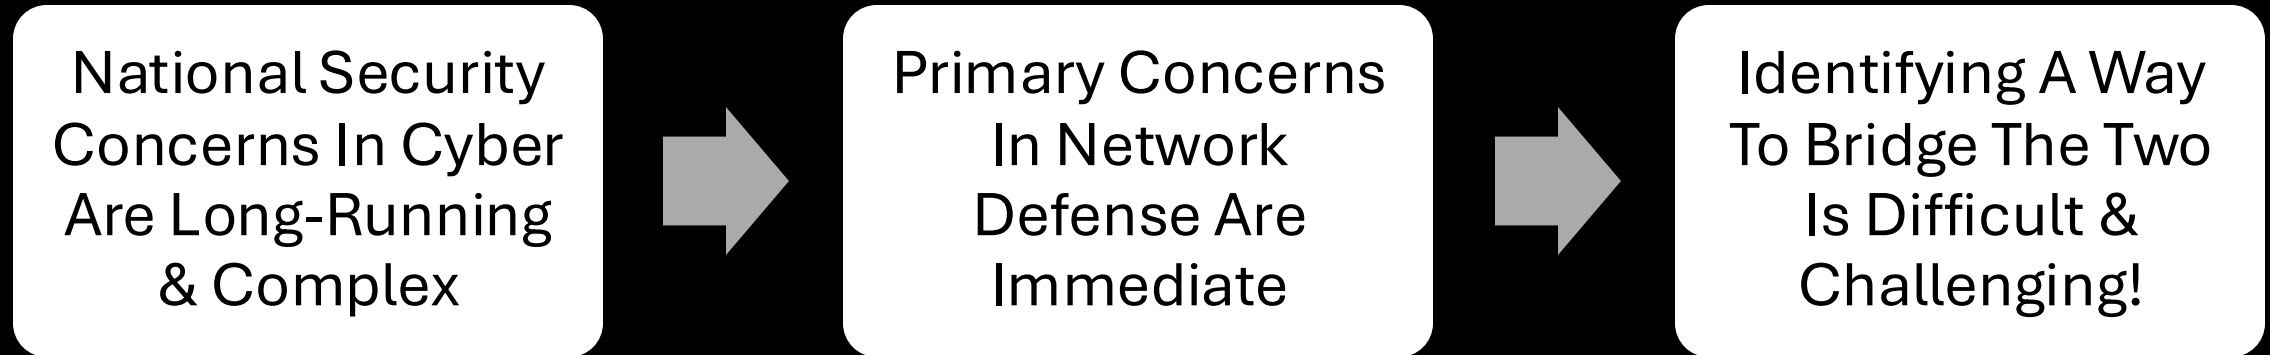 National Security
Concerns In Cyber
Are Long-Running
& Complex
Primary Concerns
In Network
Defense Are
Immediate
Identifying A Way
To Bridge The Two
Is Difficult &
Challenging!